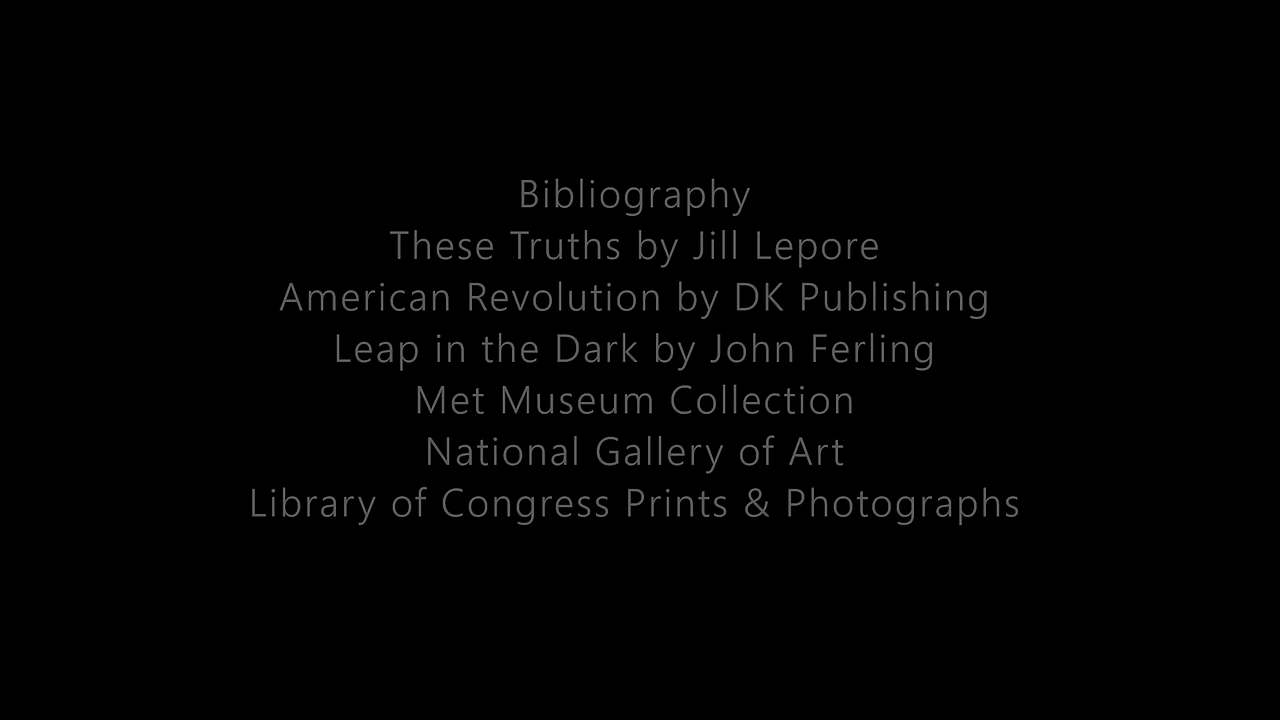 Bibliography
These Truths by Jill Lepore
American Revolution by DK Publishing
Leap in the Dark by John Ferling
Met Museum Collection
National Gallery of Art
Library of Congress Prints & Photographs